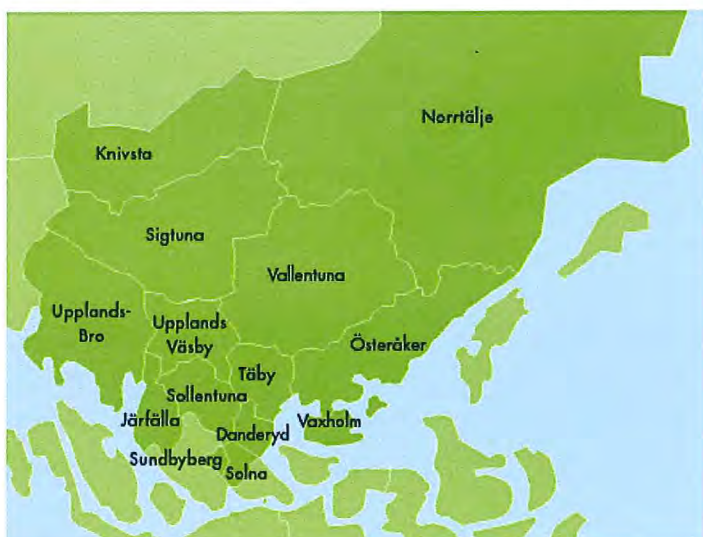 Norrtälje
Knivsta
Sigtuna
Vallentuna
Upplands-
Bro
Upplands
Väsby
Österåker
Täby
Sollentuna
Järfälla
Danderyd
Vaxholm
Sundbyberg
Solna